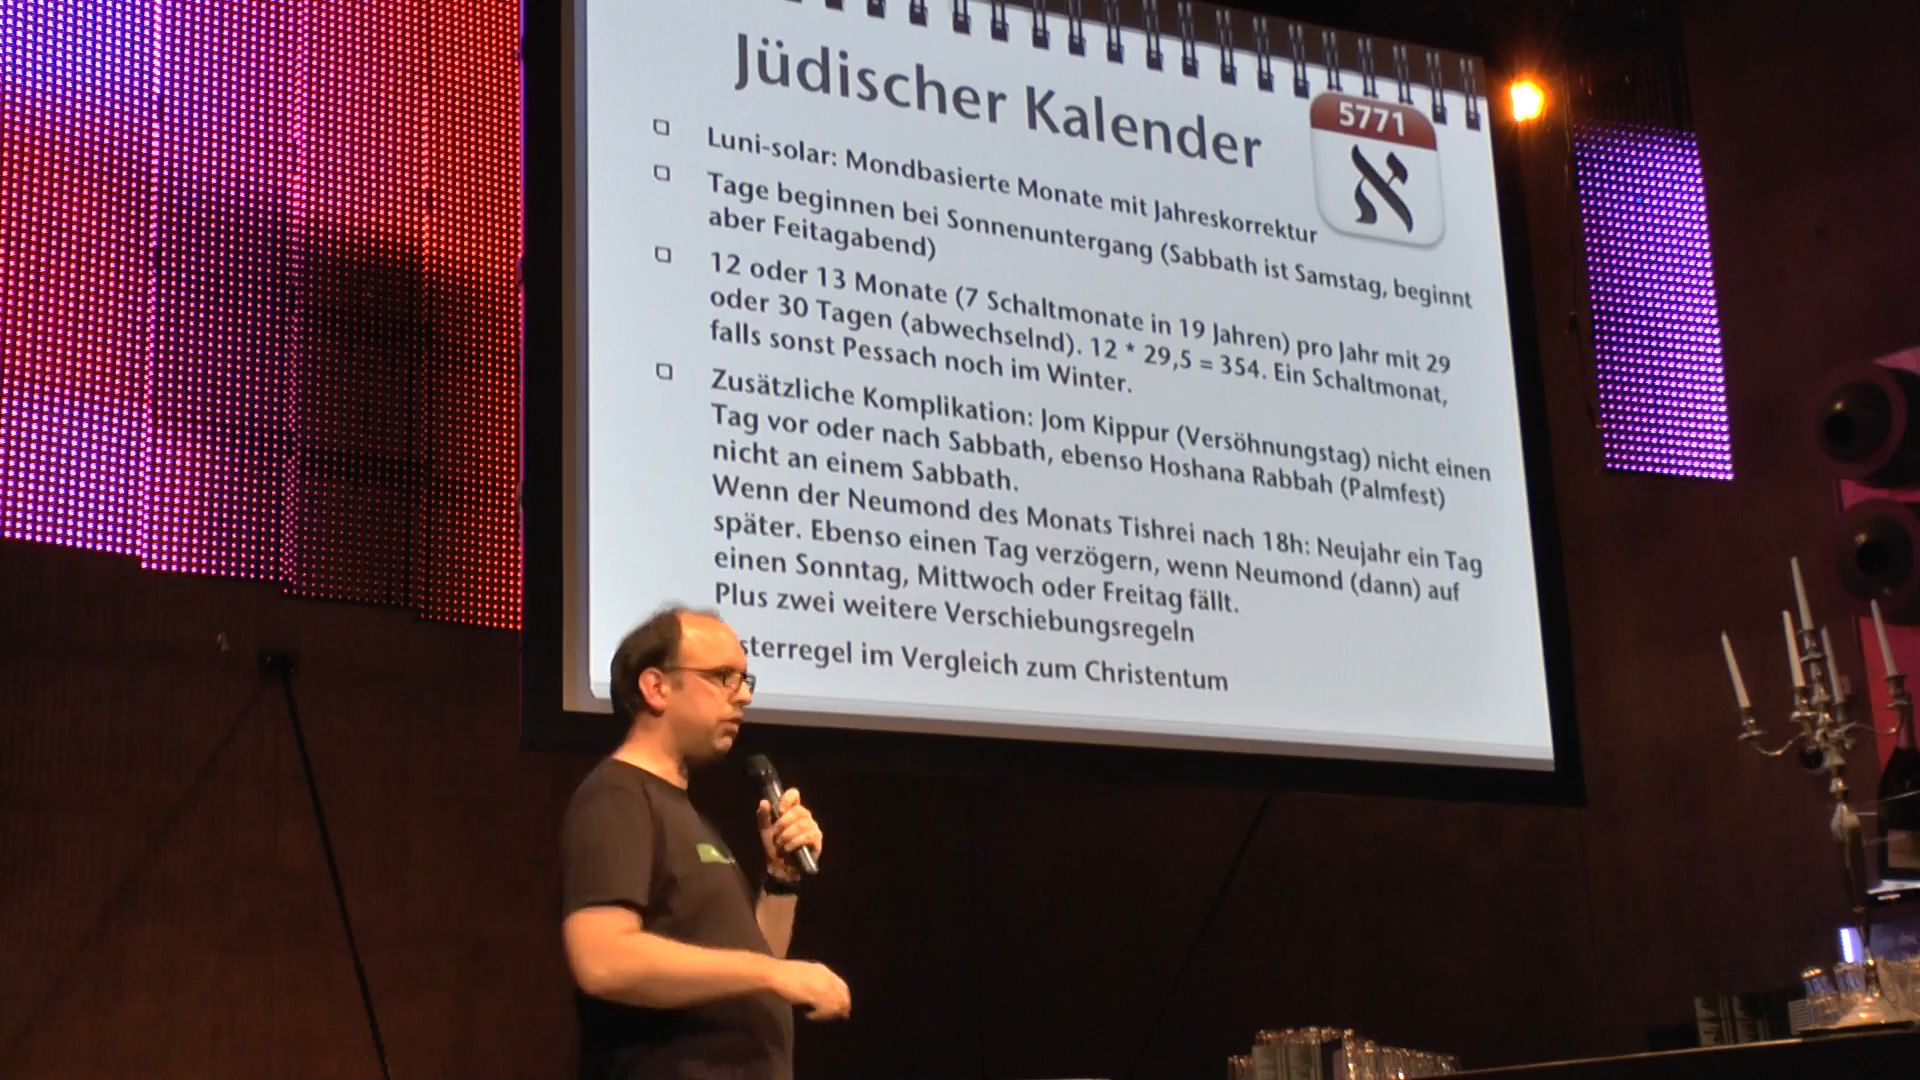 Jüdischer Kalender
5771
א
Luni-solar: Mondbasierte Monate mit Jahreskorrektur
Tage beginnen bei Sonnenuntergang (Sabbath ist Samstag, beginnt
aber Feitagabend)
12 oder 13 Monate (7 Schaltmonate in 19 Jahren) pro Jahr mit 29
oder 30 Tagen (abwechselnd). 12 * 29,5 = 354. Ein Schaltmonat,
falls sonst Pessach noch im Winter.
Zusätzliche Komplikation: Jom Kippur (Versöhnungstag) nicht einen
Tag vor oder nach Sabbath, ebenso Hoshana Rabbah (Palmfest)
nicht an einem Sabbath.
Wenn der Neumond des Monats Tishrei nach 18h: Neujahr ein Tag
später. Ebenso einen Tag verzögern, wenn Neumond (dann) auf
einen Sonntag, Mittwoch oder Freitag fällt.
Plus zwei weitere Verschiebungsregeln
sterregel im Vergleich zum Christentum